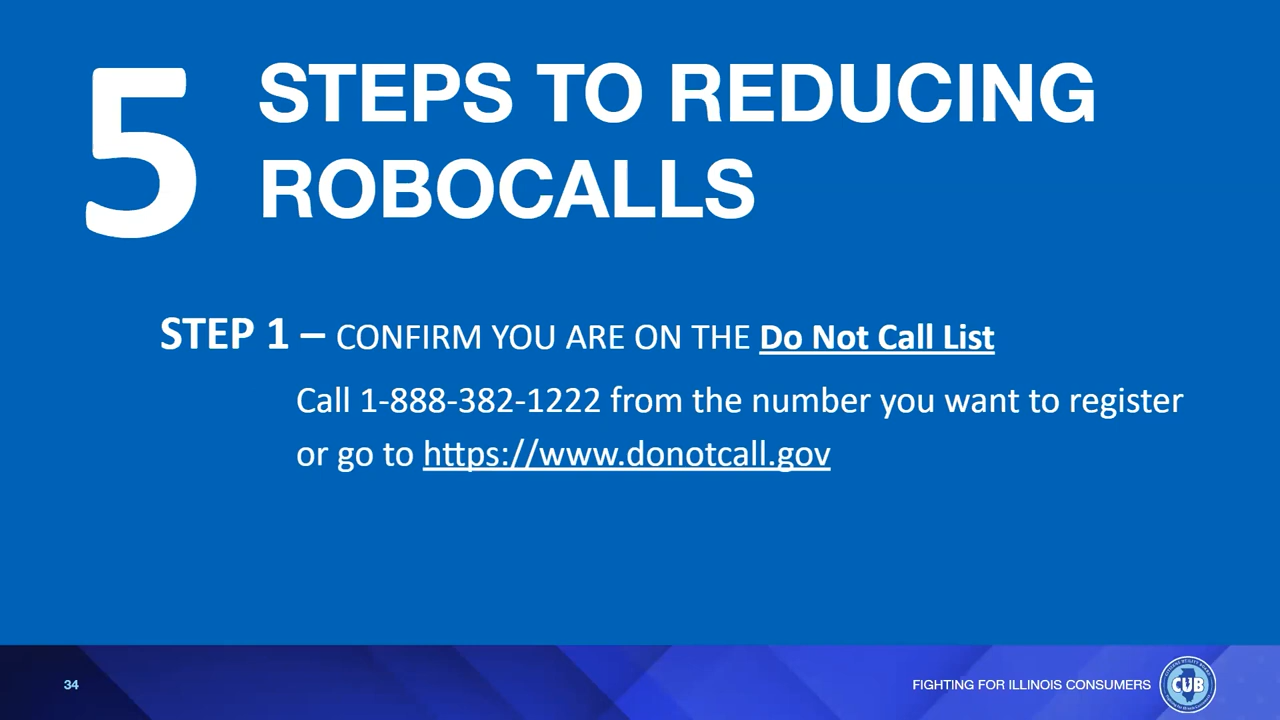 5 STEPS TO REDUCING
ROBOCALLS
STEP 1 – CONFIRM YOU ARE ON THE Do Not Call List
Call 1-888-382-1222 from the number you want to register
or go to https://www.donotcall.gov
34
FIGHTING FOR ILLINOIS CONSUMERS
CUB